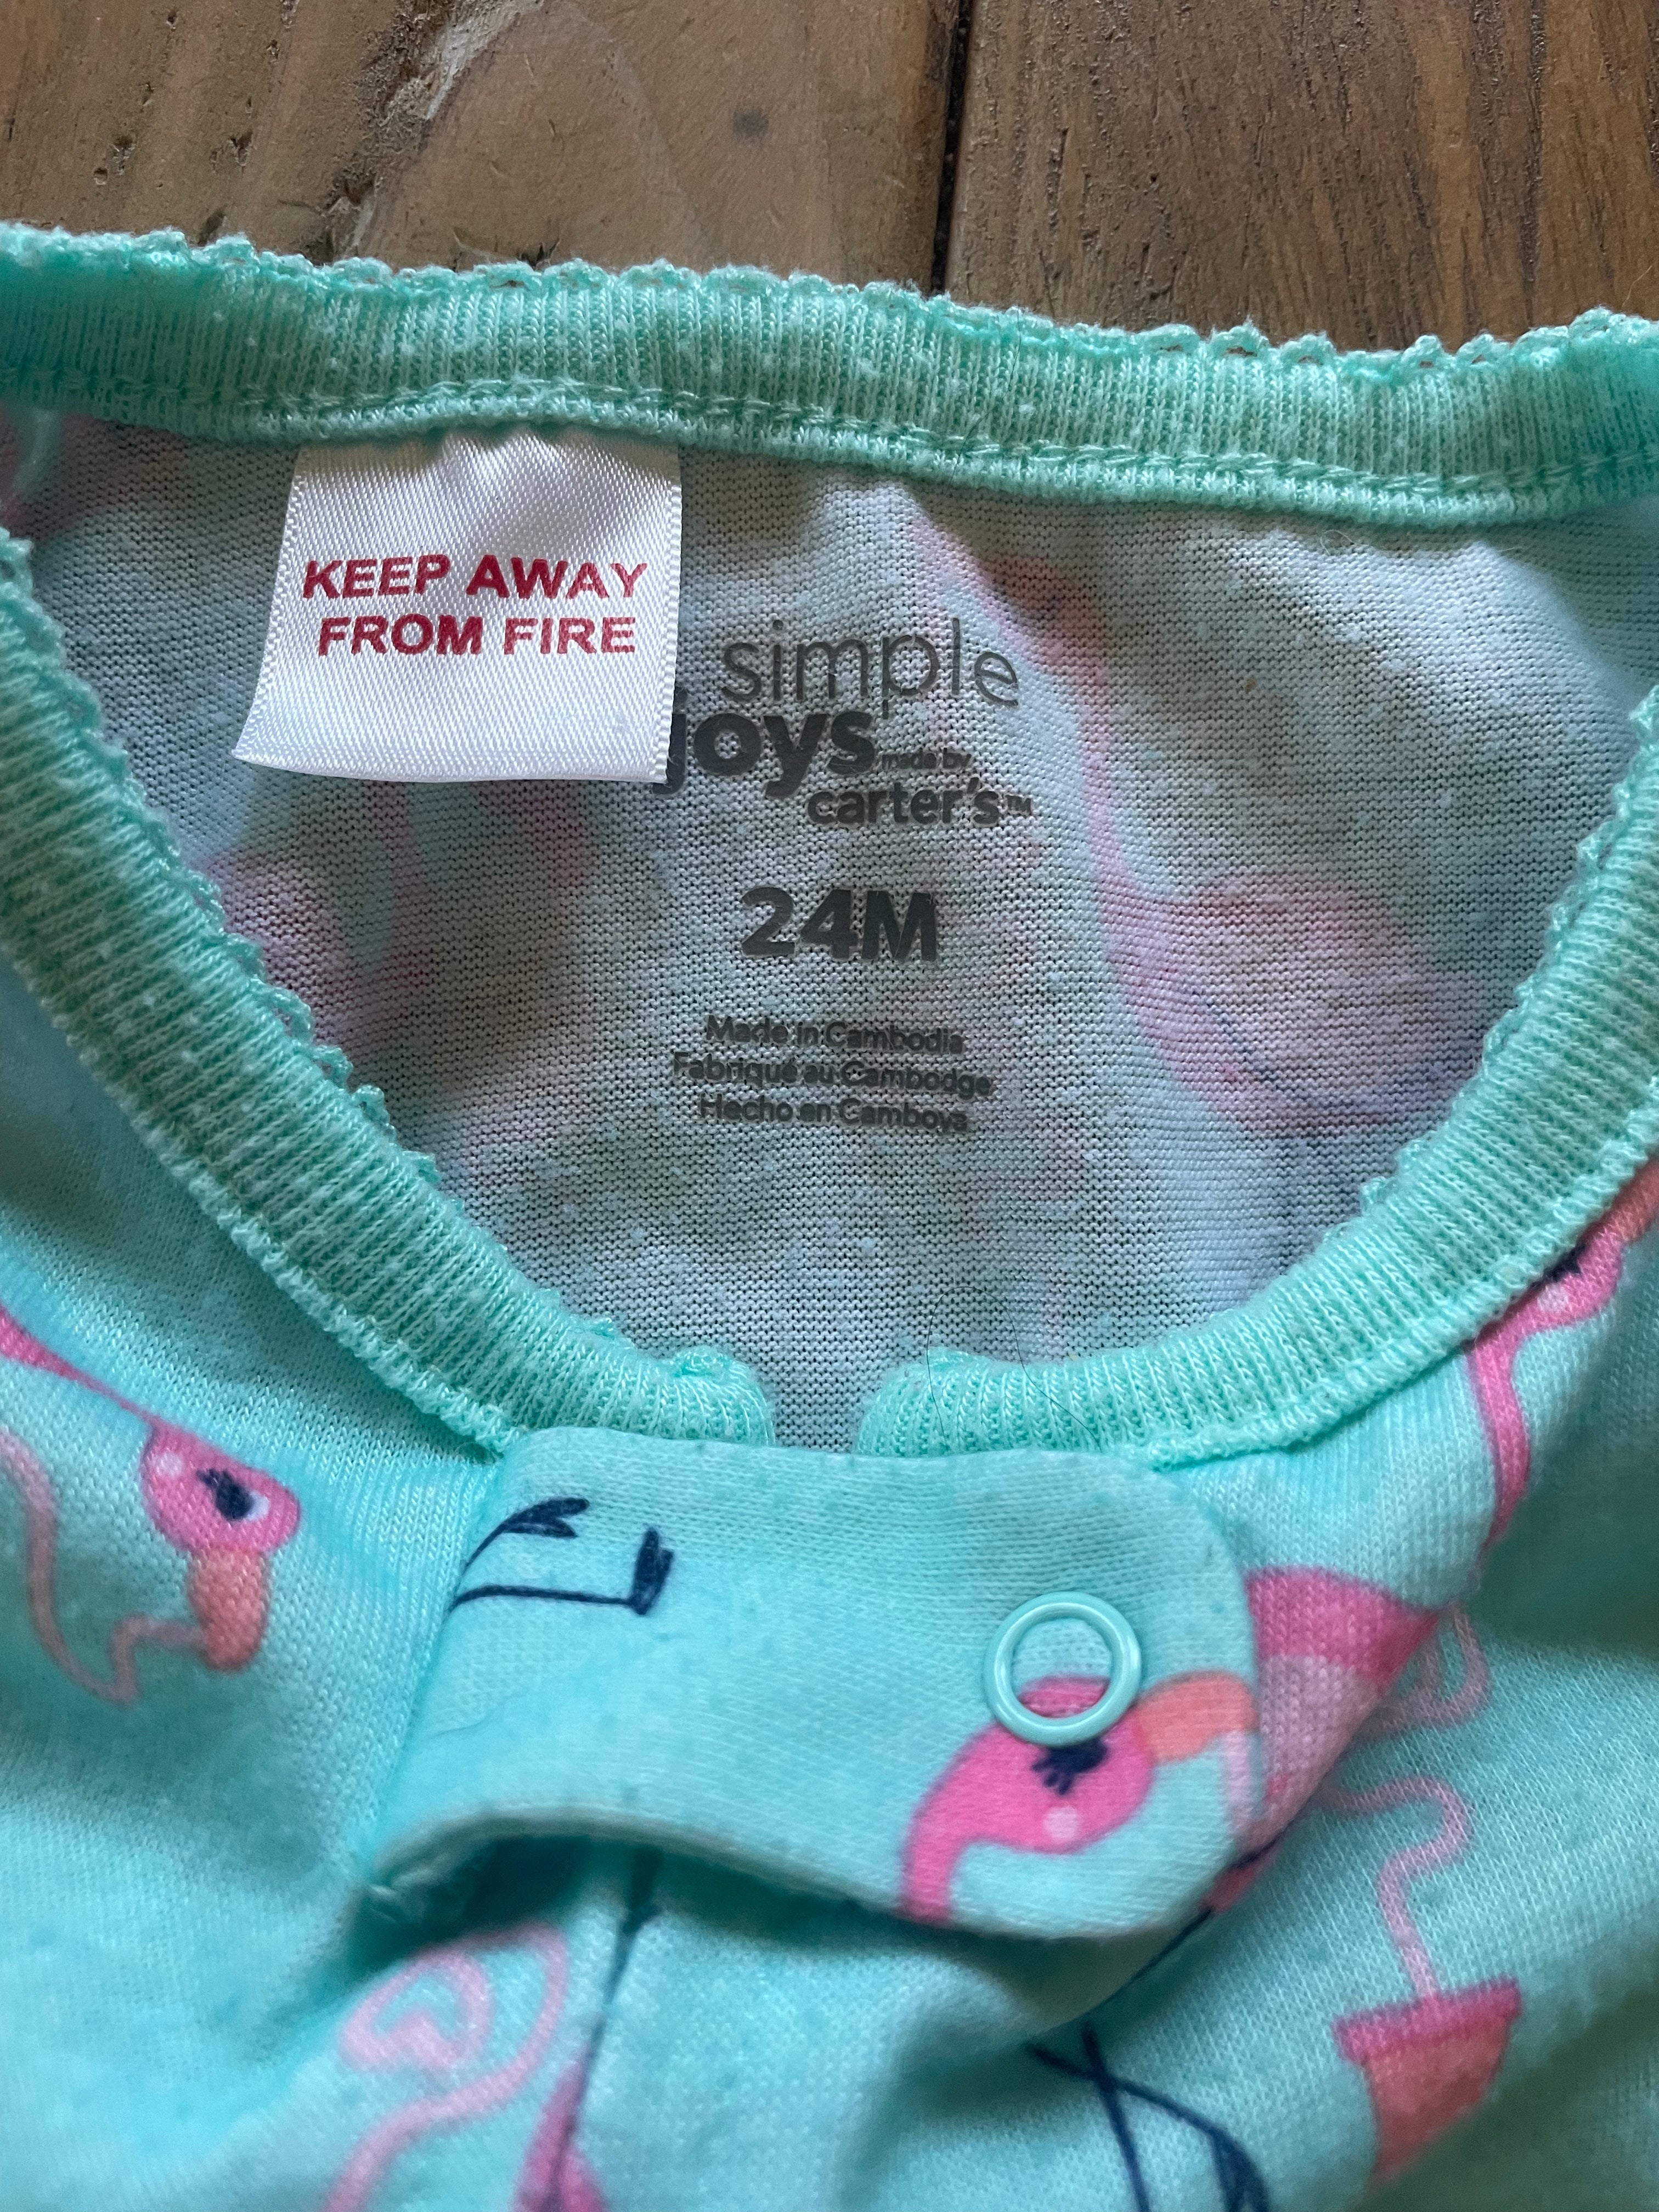 KEEP AWAY
FROM FIRE
simple
joys made by
carter's™
24M
Made in Cambodia
Fabriqué au Cambodge
Hecho en Camboya